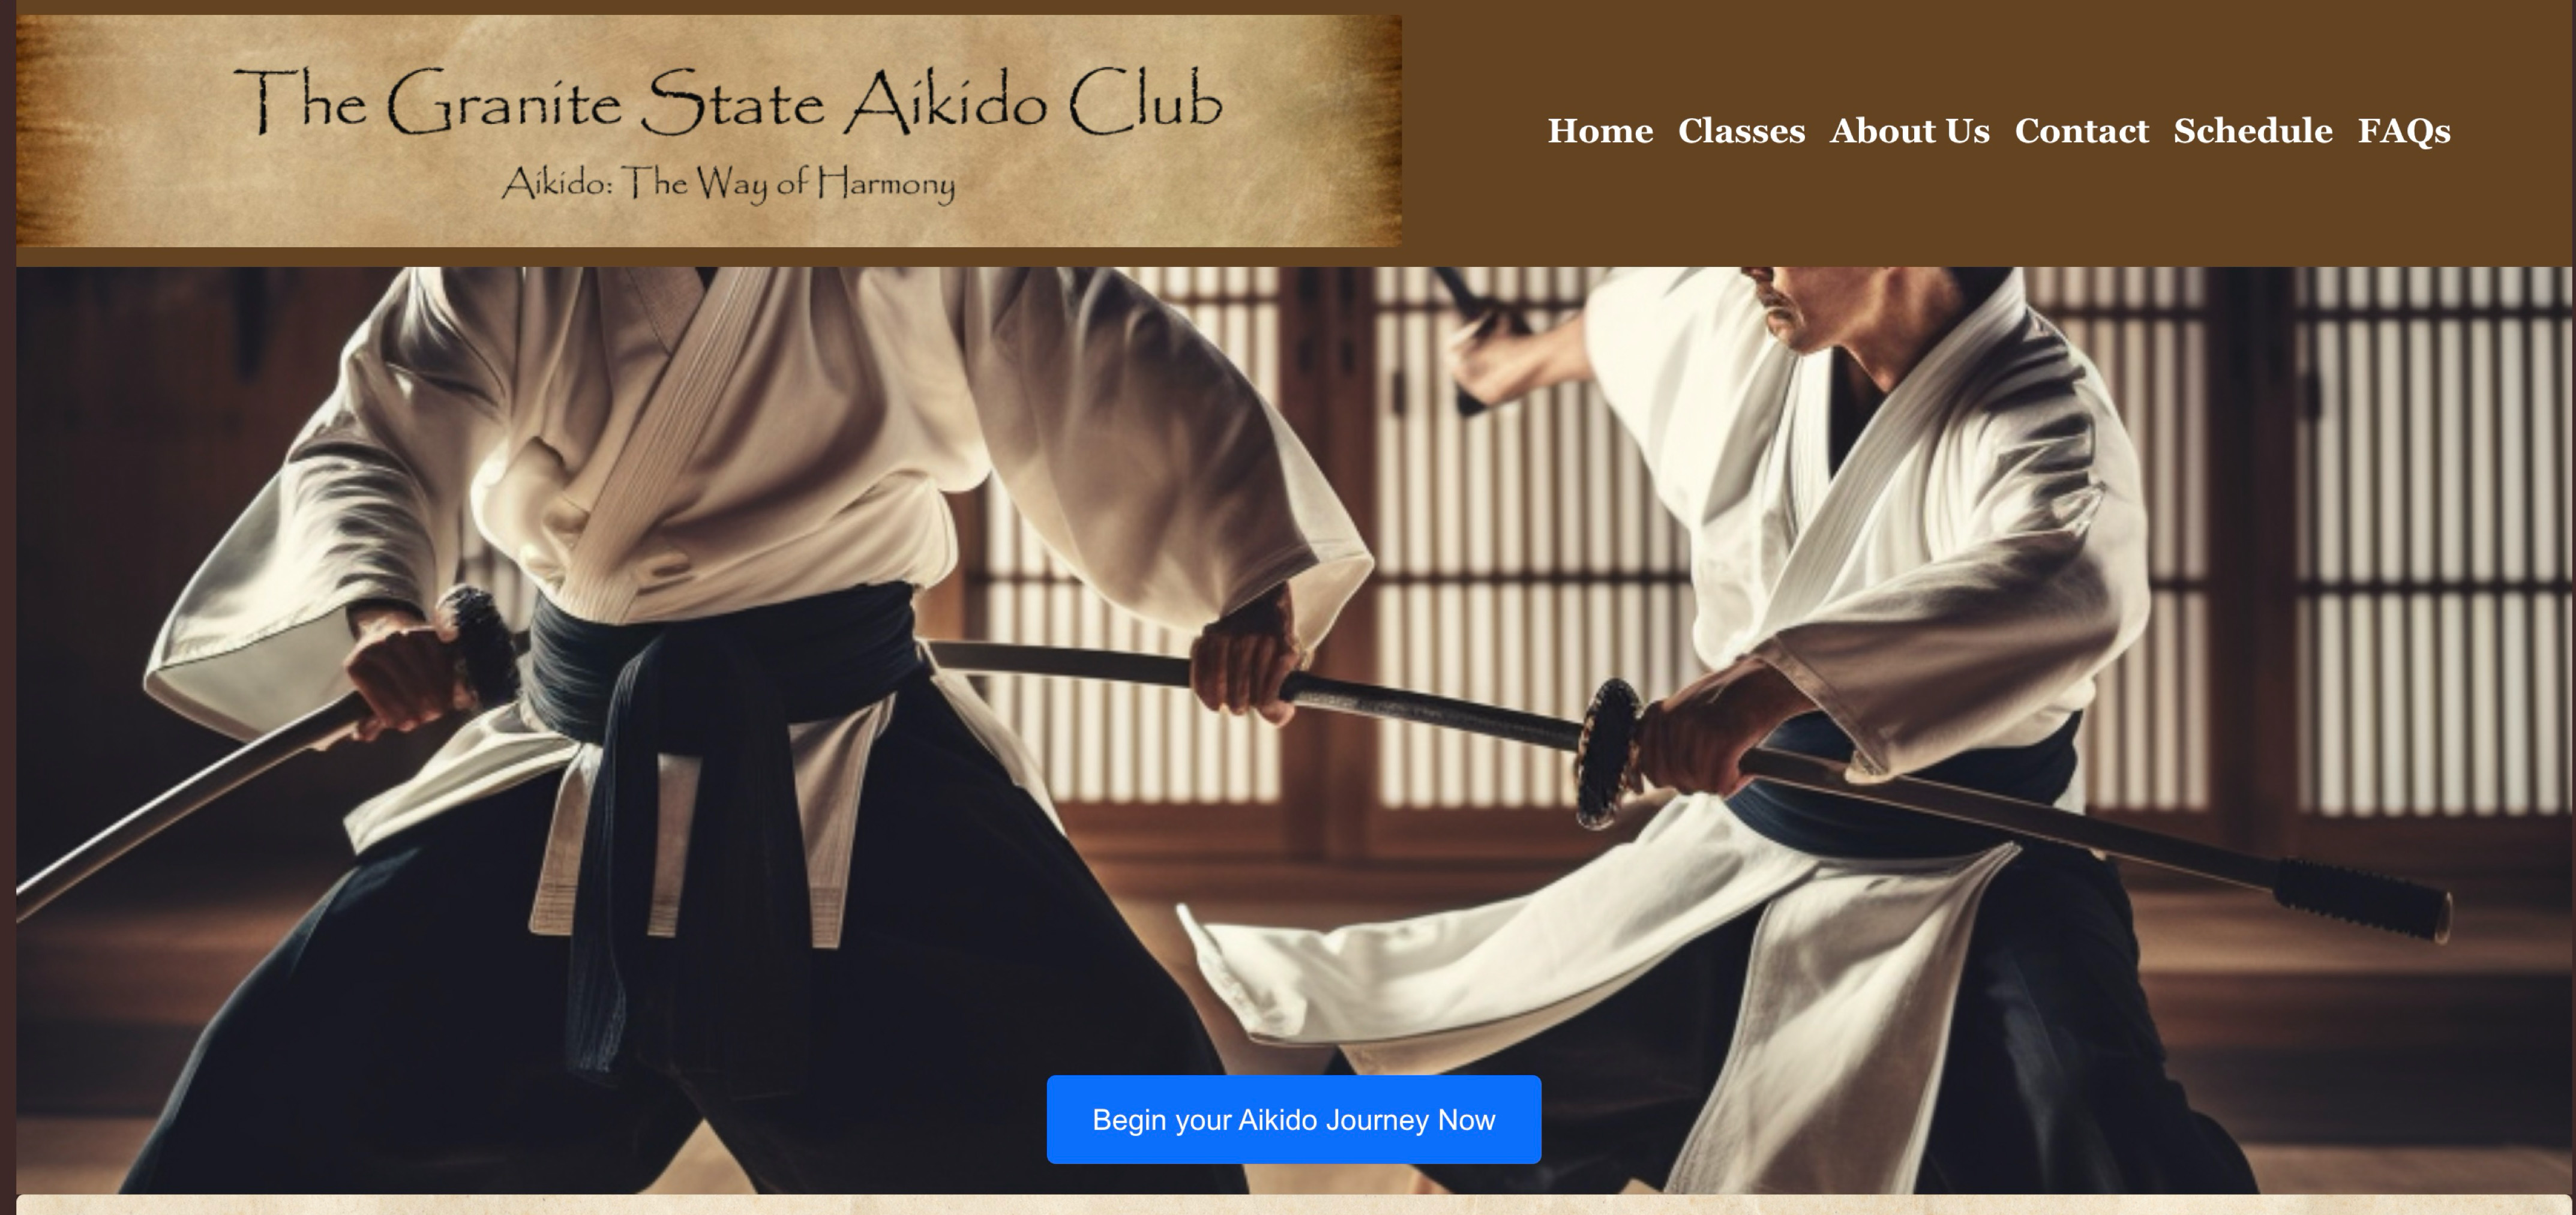 The Granite State Aikido Club
Aikido: The Way of Harmony
Home Classes About Us Contact Schedule FAQs
Begin your Aikido Journey Now